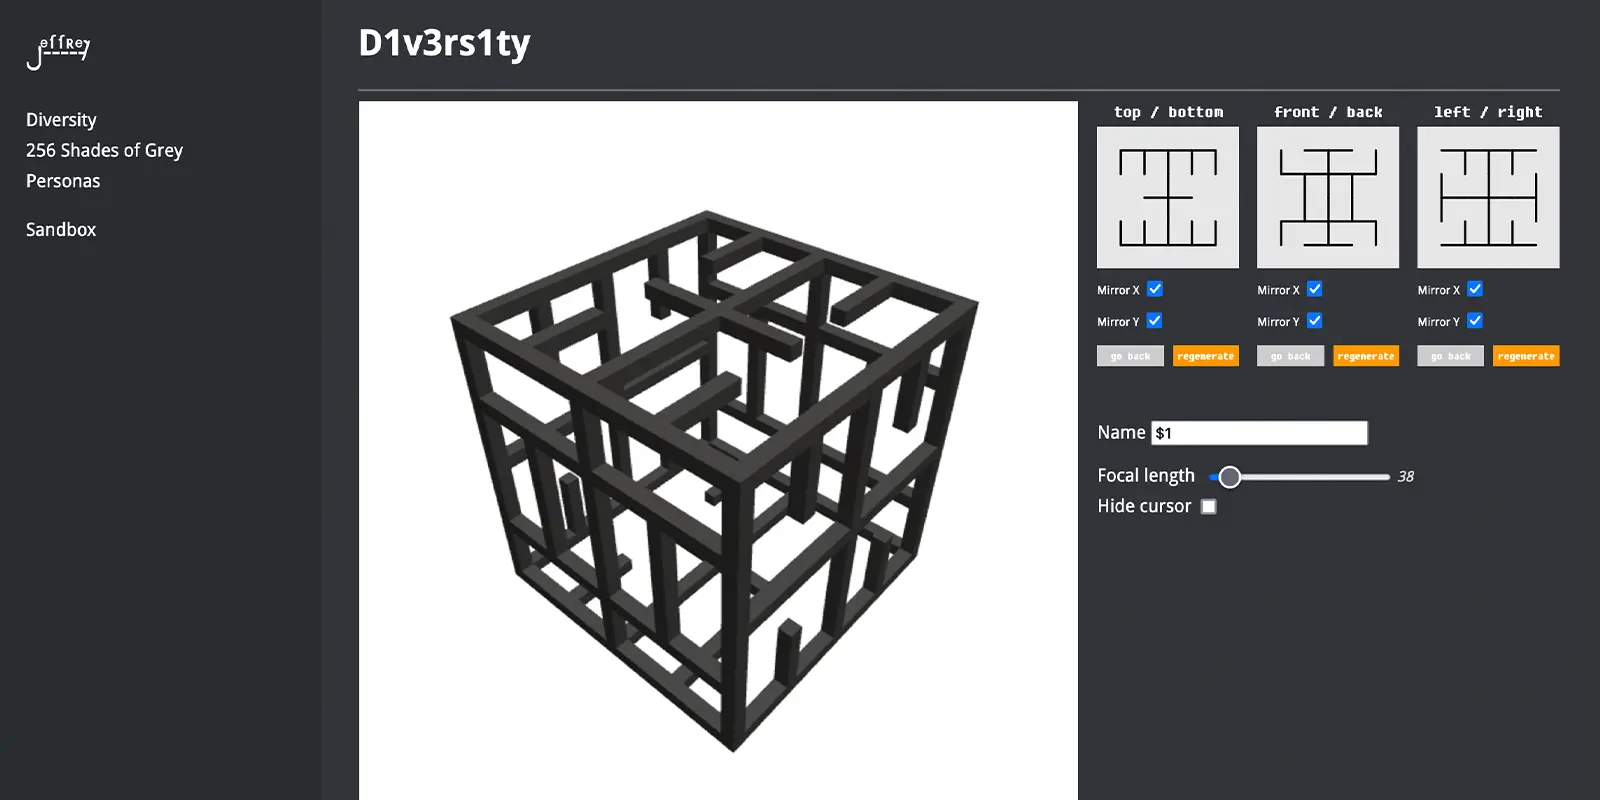 Jeffrey
Diversity
256 Shades of Grey
Personas
Sandbox
D1v3rs1ty
top / bottom
front / back
left / right
Mirror X
Mirror X
Mirror X
Mirror Y
Mirror Y
Mirror Y
go back
regenerate
go back
regenerate
go back
regenerate
Name $1
Focal length 38
Hide cursor